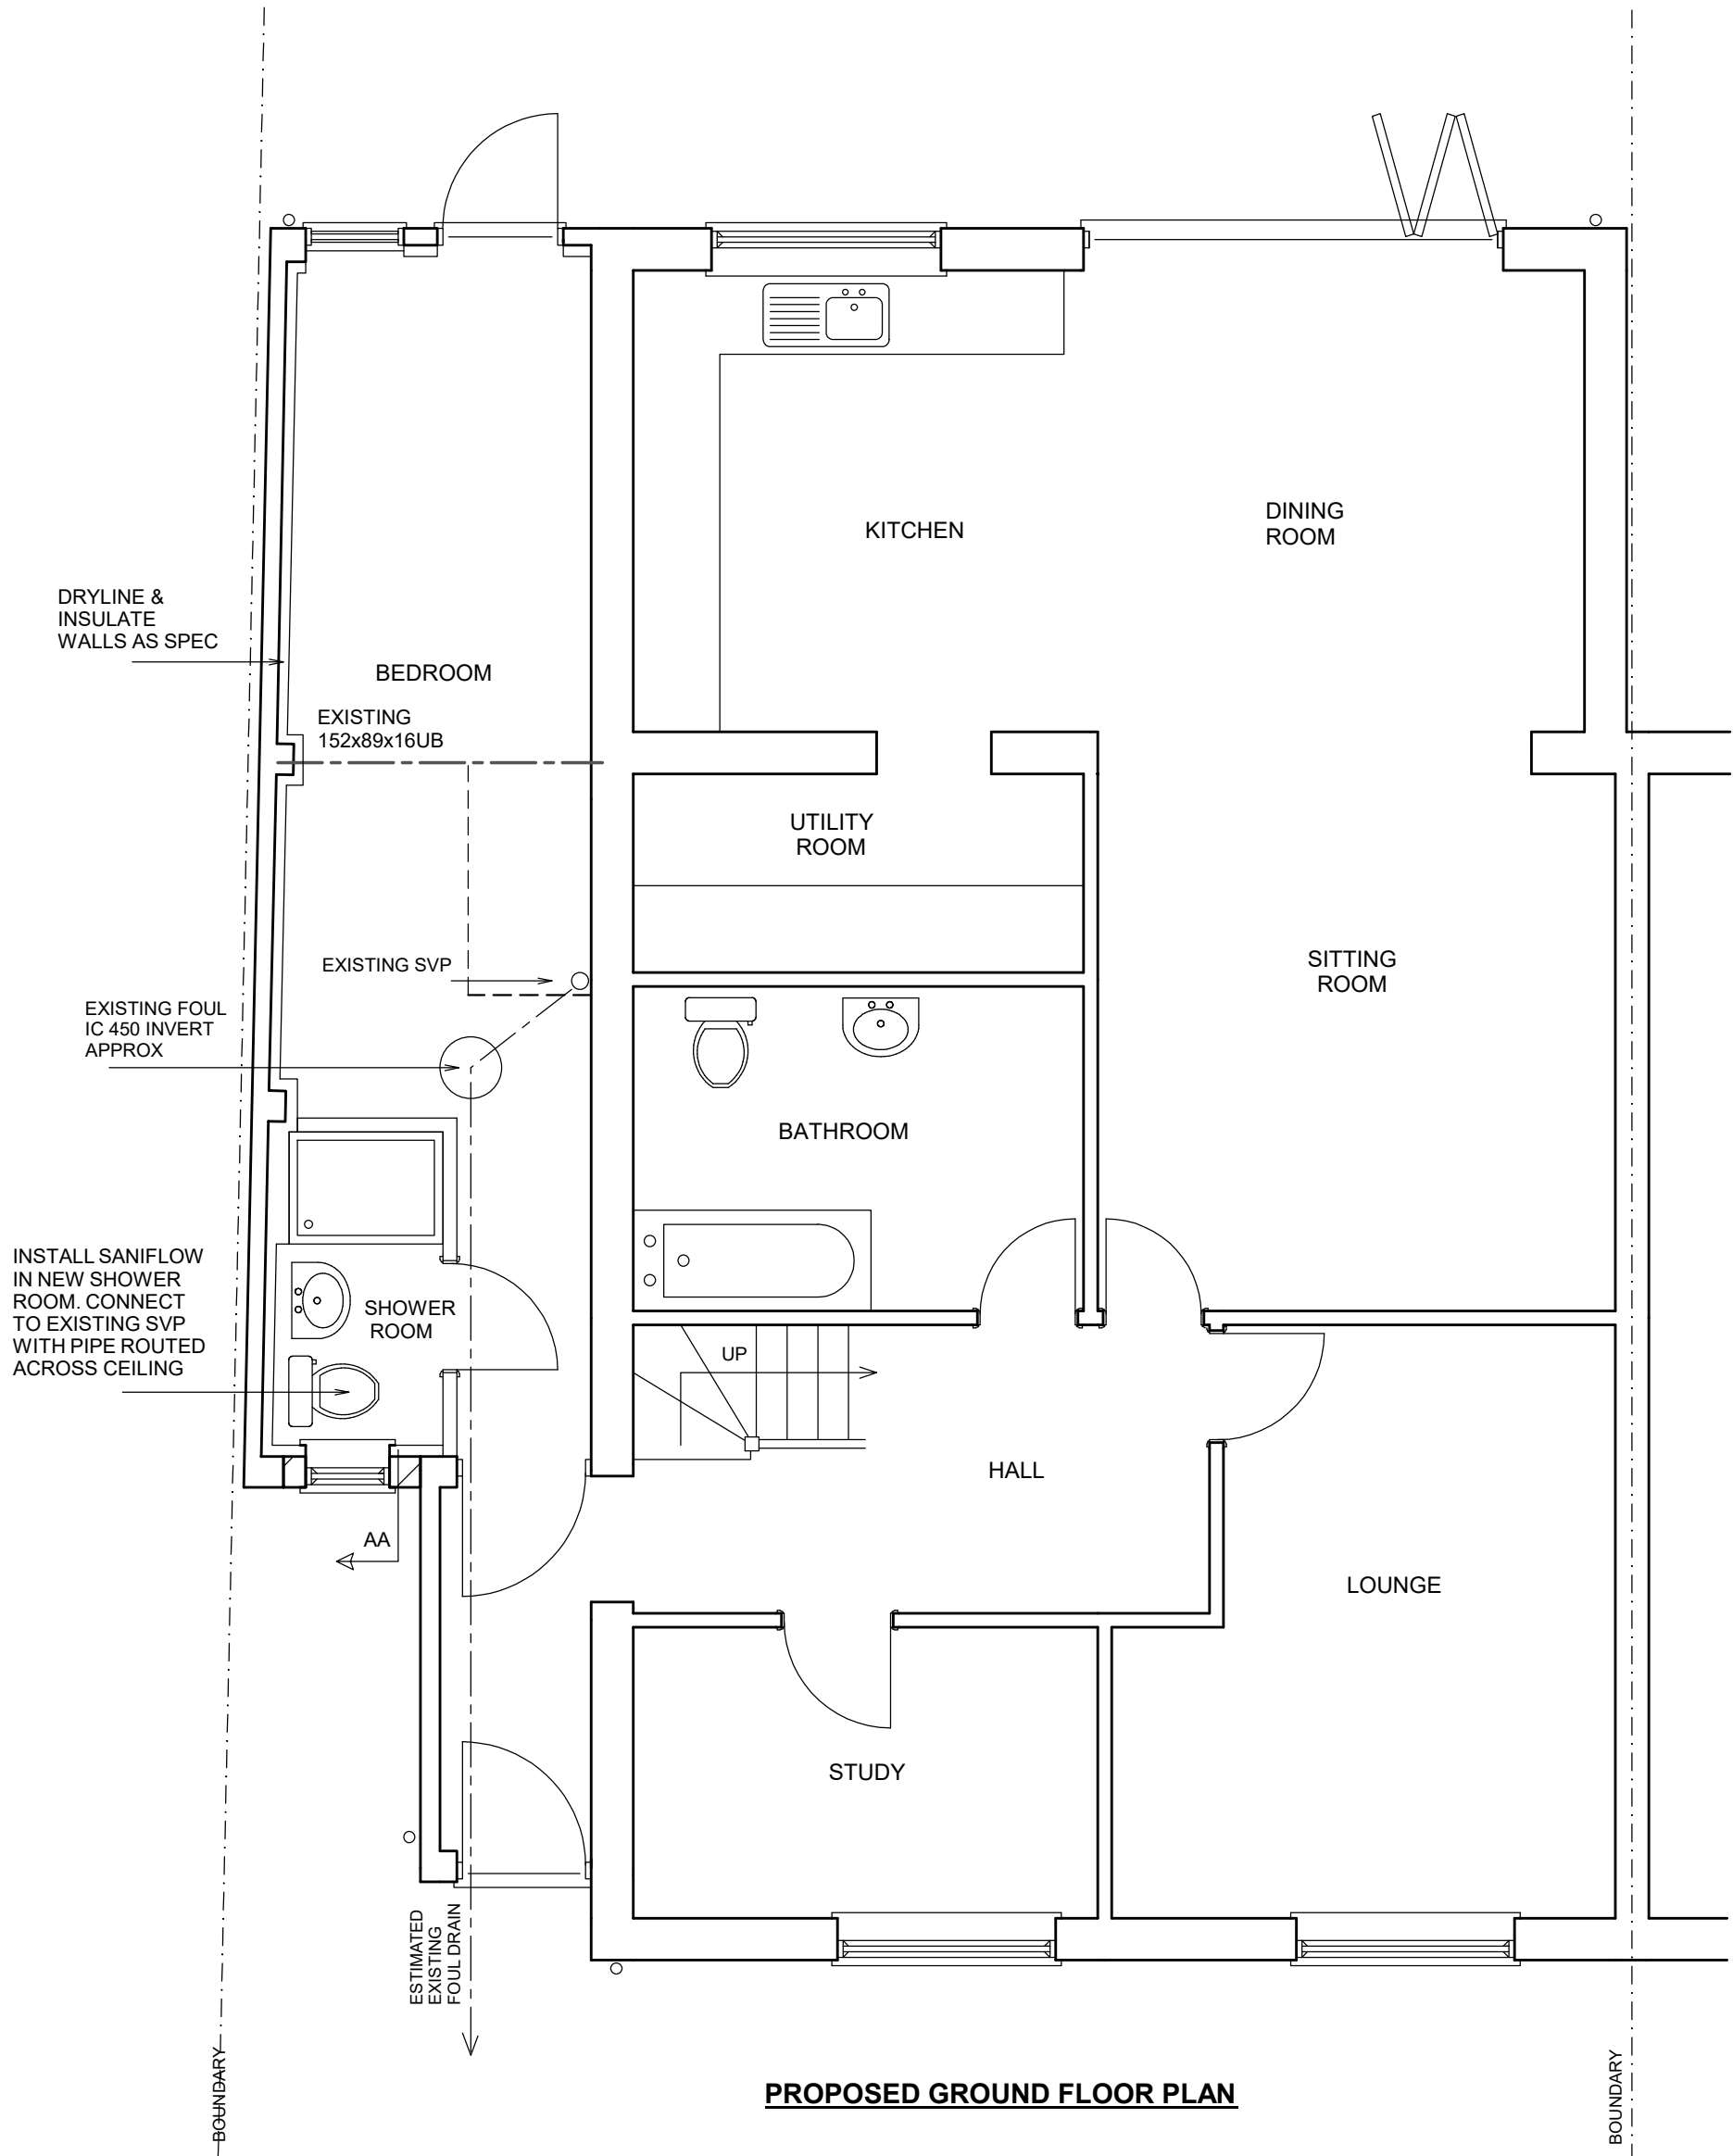 KITCHEN
DINING
ROOM
DRYLINE &
INSULATE
WALLS AS SPEC
BEDROOM
EXISTING
152x89x16UB
UTILITY
ROOM
EXISTING SVP
SITTING
ROOM
EXISTING FOUL
IC 450 INVERT
APPROX
BATHROOM
INSTALL SANIFLOW
IN NEW SHOWER
ROOM. CONNECT
TO EXISTING SVP
WITH PIPE ROUTED
ACROSS CEILING
SHOWER
ROOM
UP
HALL
AA
LOUNGE
STUDY
ESTIMATED
EXISTING
FOUL DRAIN
BOUNDARY
PROPOSED GROUND FLOOR PLAN
BOUNDARY